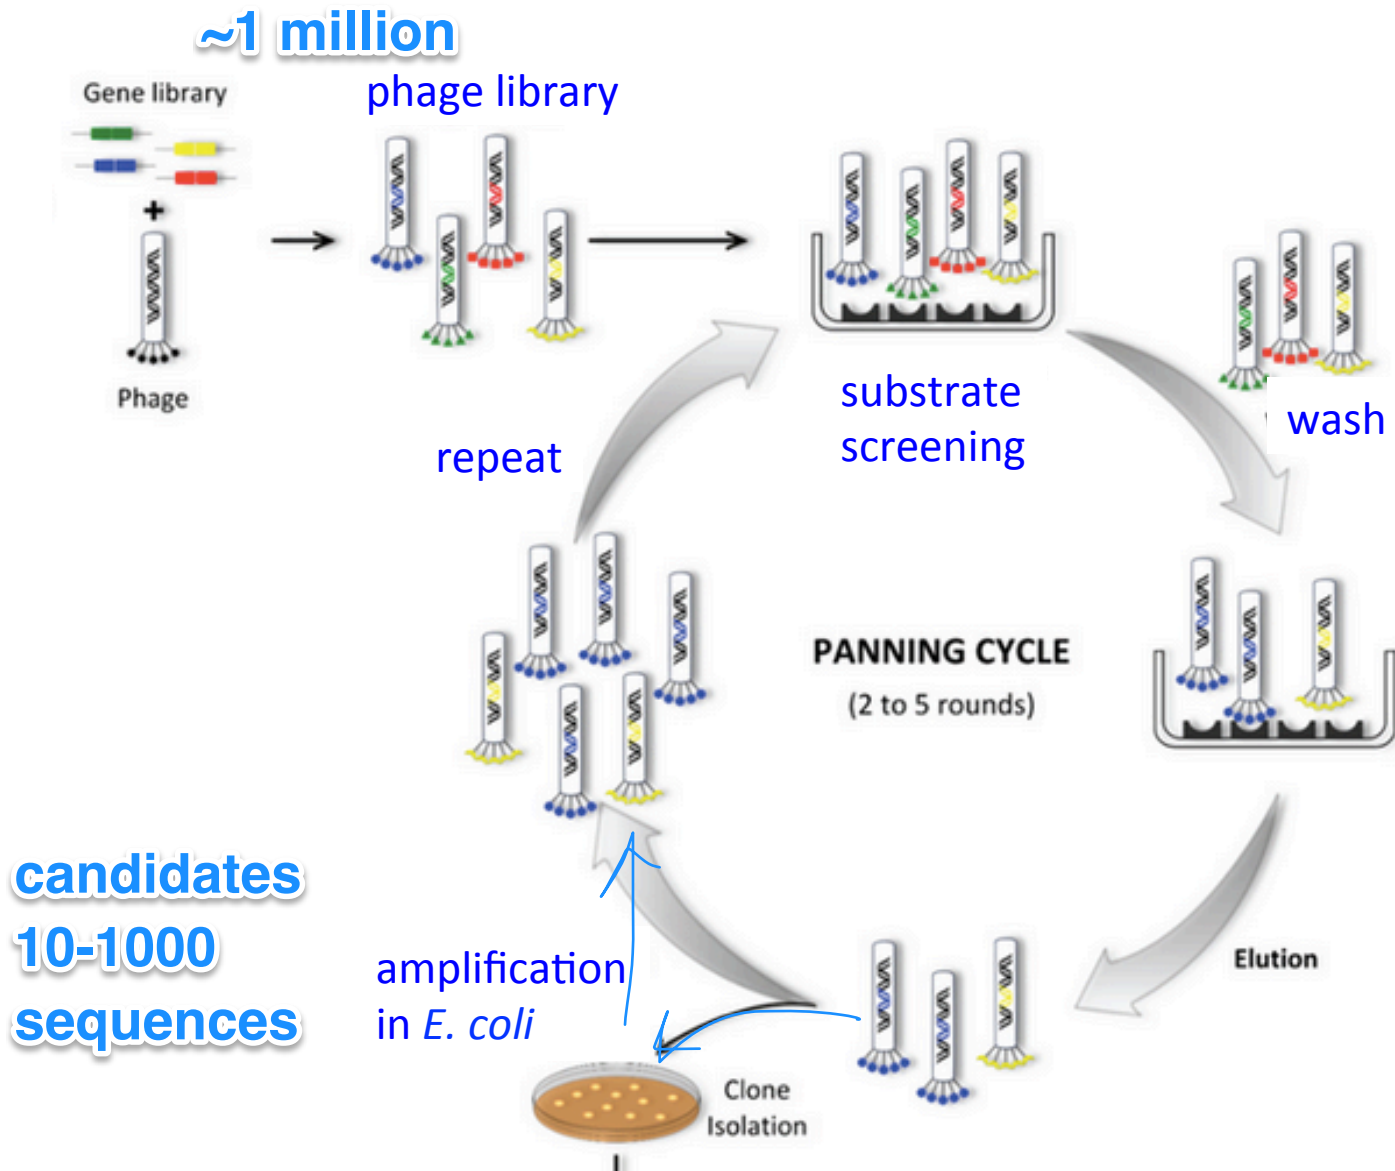 ~1 million
Gene library
phage library
+
Phage
substrate
screening
wash
repeat
PANNING CYCLE
(2 to 5 rounds)
candidates
10-1000
sequences
amplification
in E. coli
Elution
Clone
Isolation